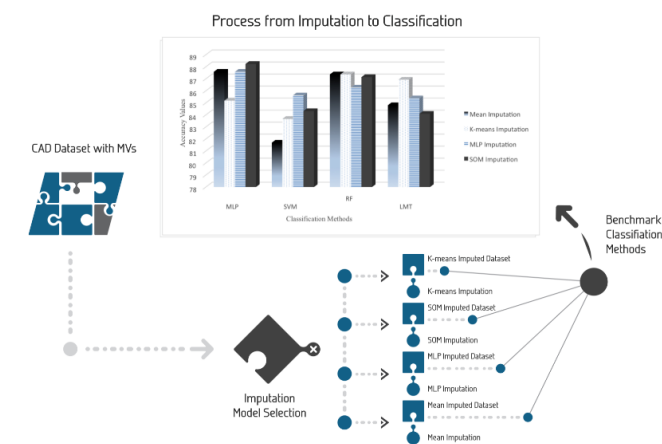 Process from Imputation to Classification
89
88
87
86
85
84
83
82
81
80
79
78
Accuracy Values
MLP
SVM
RF
LMT
Classification Methods
Mean Imputation
K-means Imputation
MLP Imputation
SOM Imputation
CAD Dataset with MVs
Benchmark
Classifiation
Methods
K-means Imputed Dataset
K-means Imputation
SOM Imputed Dataset
SOM Imputation
MLP Imputed Dataset
MLP Imputation
Mean Imputed Dataset
Mean Imputation
Imputation
Model Selection